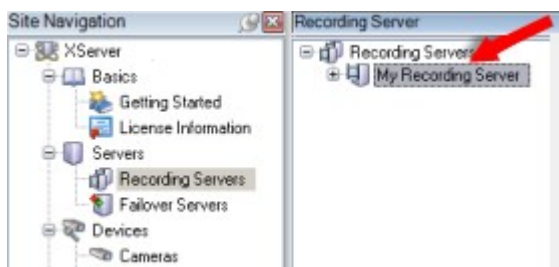 Site Navigation
XServer
Basics
Getting Started
License Information
Servers
Recording Servers
Failover Servers
Devices
Cameras
Recording Server
Recording Servers
My Recording Server